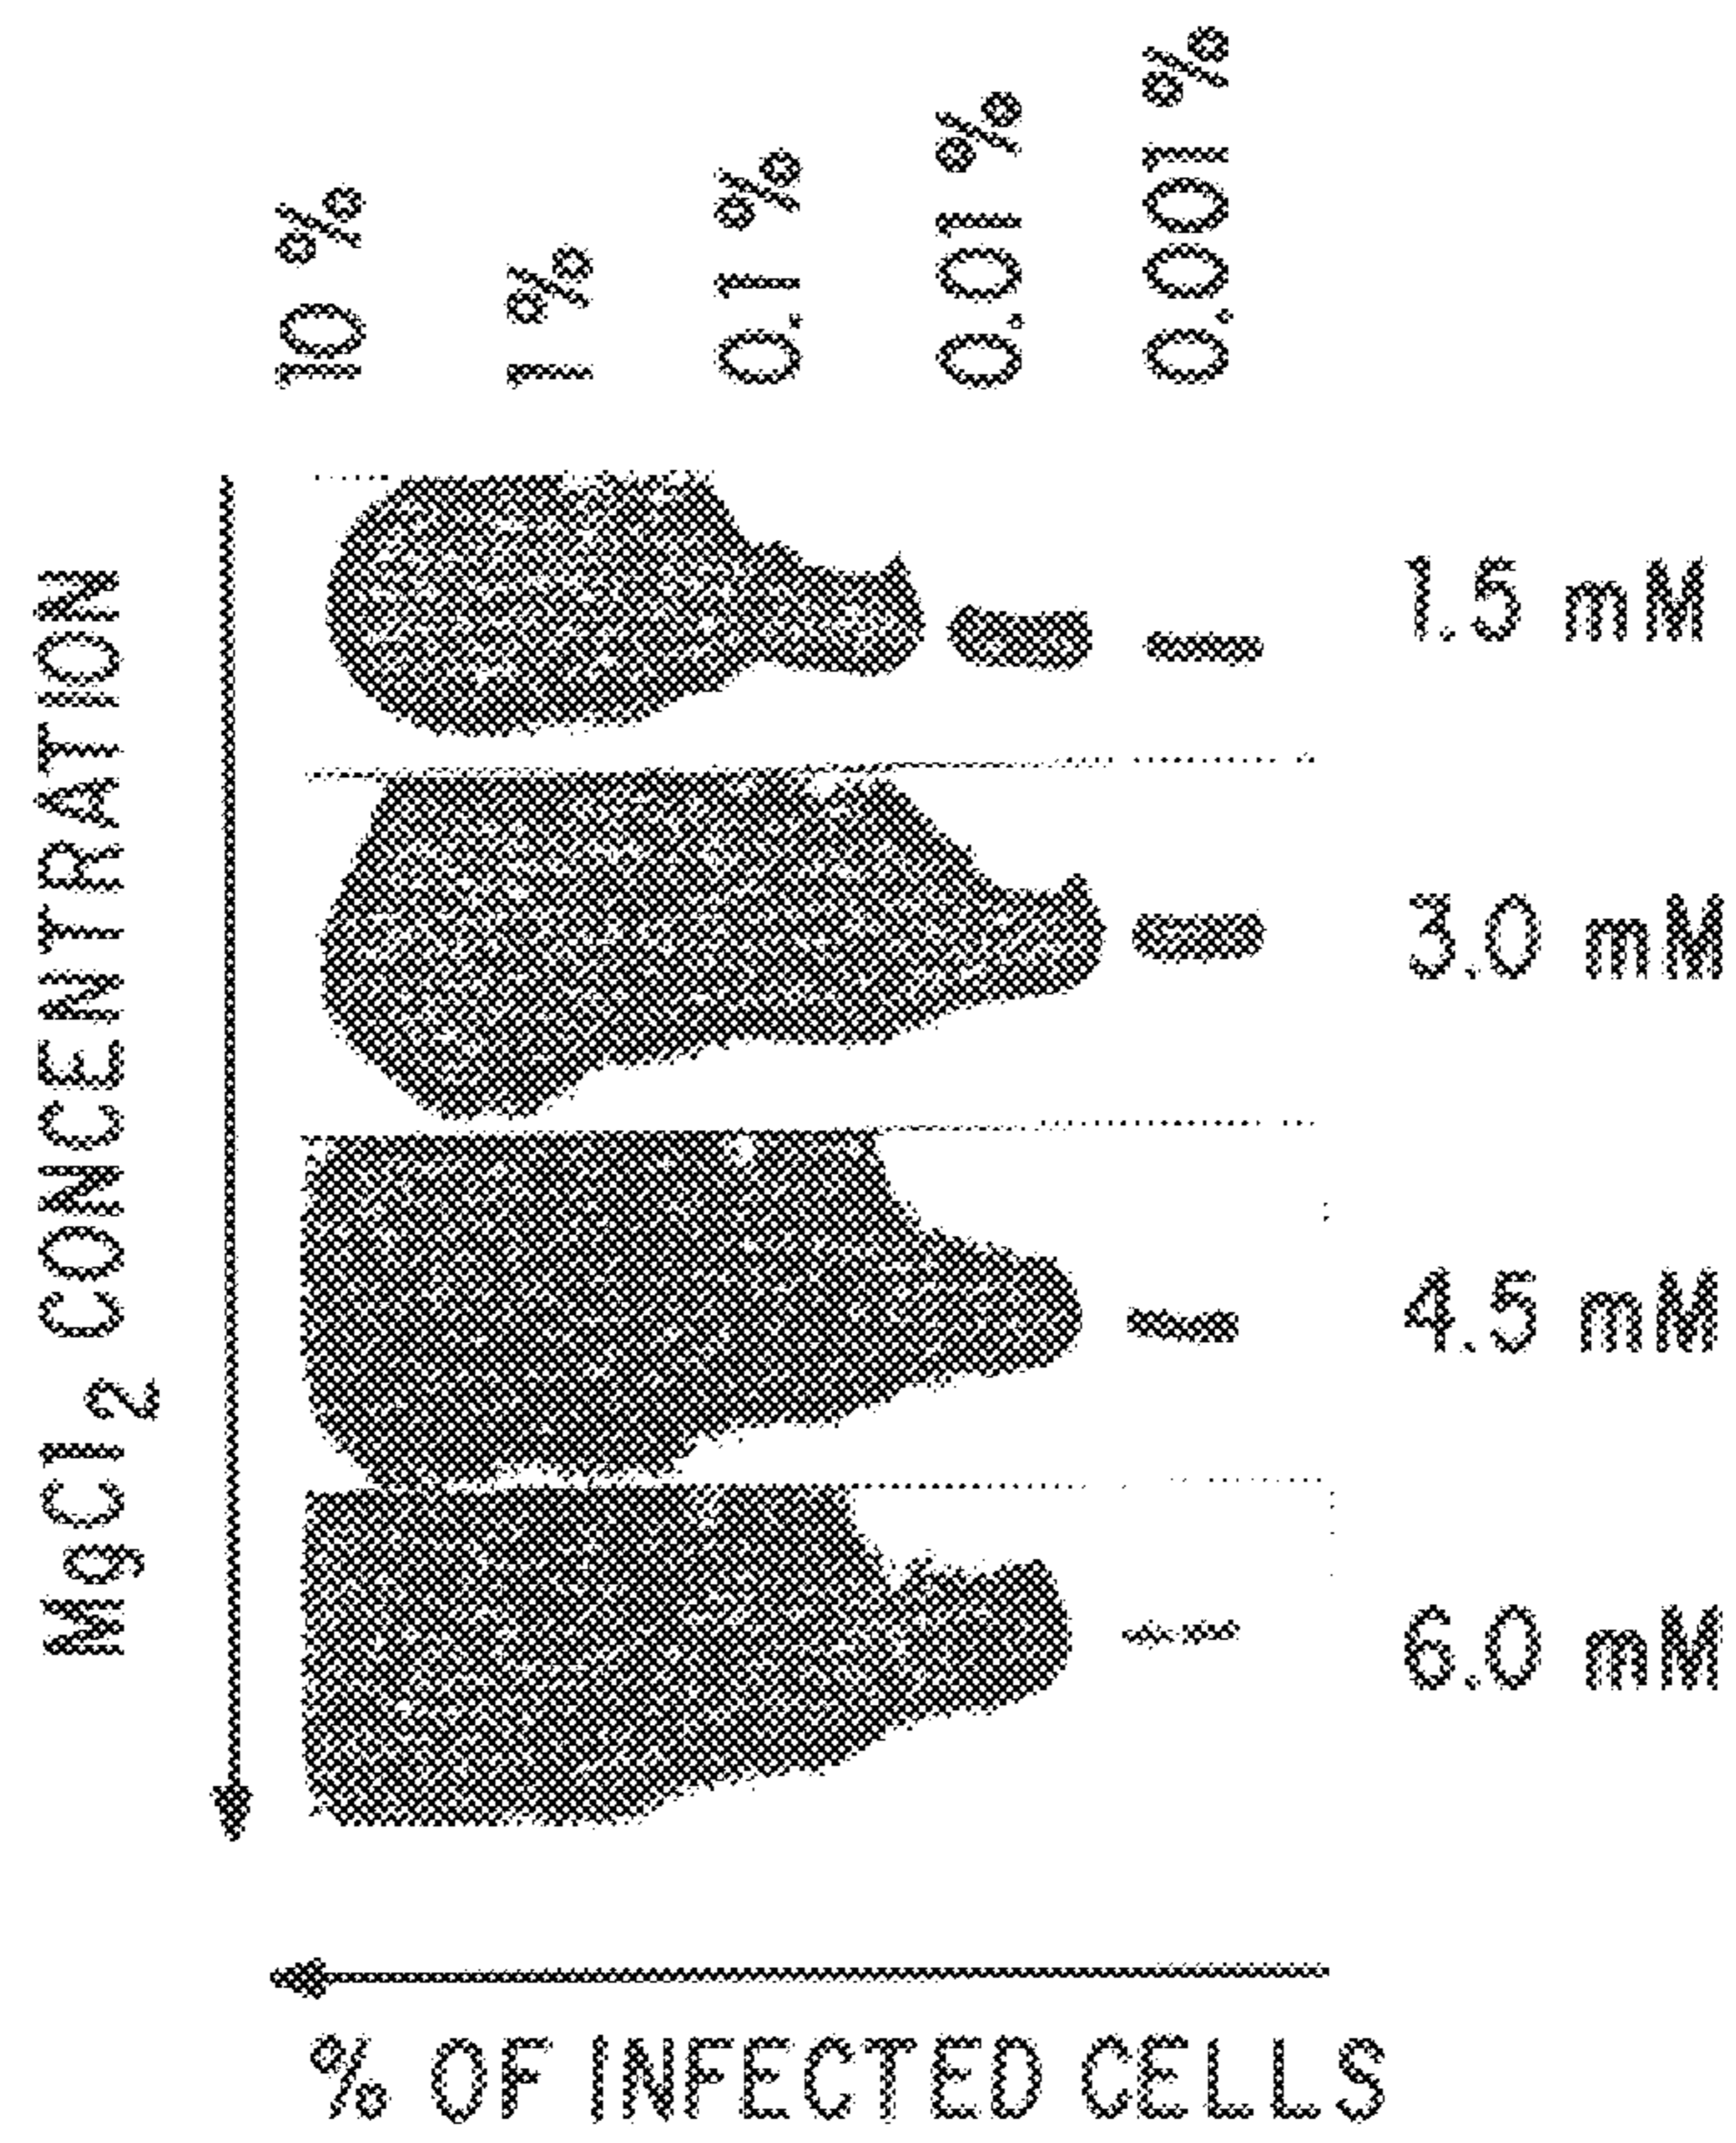 10 %
1 %
0.1 %
0.01 %
0.001 %
MgCl2 CONCENTRATION
1.5 mM
3.0 mM
4.5 mM
6.0 mM
% OF INFECTED CELLS